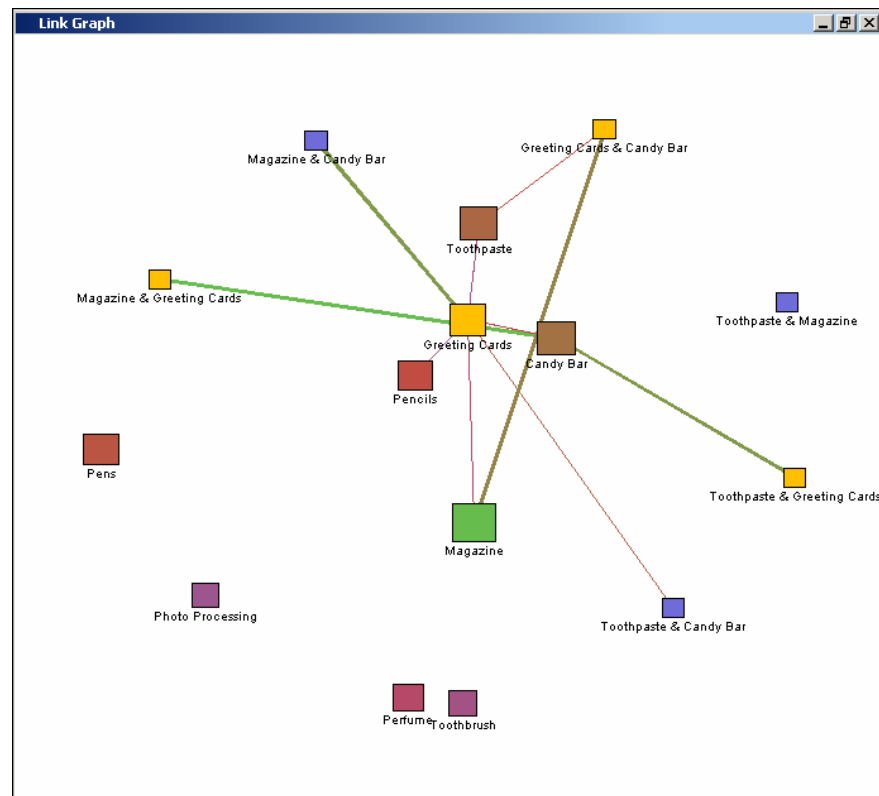 Link Graph
Magazine & Candy Bar
Greeting Cards & Candy Bar
Toothpaste
Magazine & Greeting Cards
Toothpaste & Magazine
Greeting Cards
Candy Bar
Pencils
Pens
Toothpaste & Greeting Cards
Magazine
Photo Processing
Toothpaste & Candy Bar
Perfume
Toothbrush